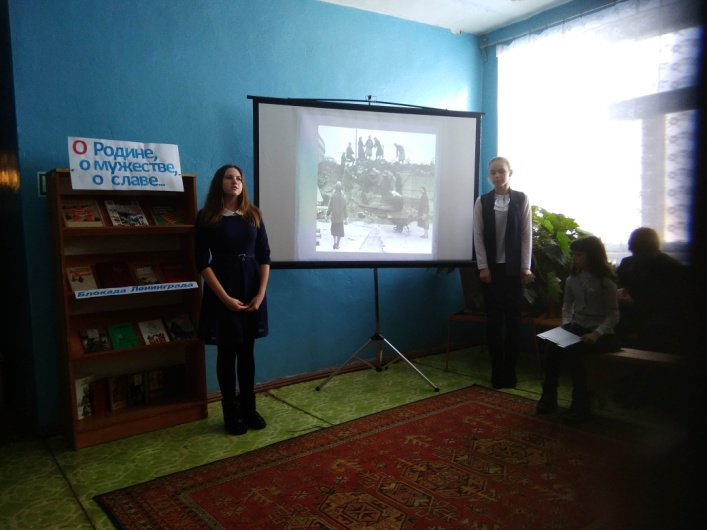 О Родине,
о мужестве,
о славе...
Блокада Ленинграда